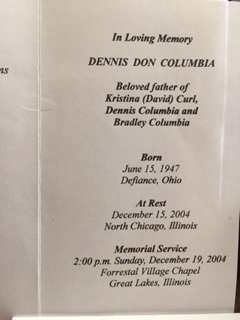 ns
In Loving Memory
DENNIS DON COLUMBIA
Beloved father of
Kristina (David) Curl,
Dennis Columbia and
Bradley Columbia
Born
June 15, 1947
Defiance, Ohio
At Rest
December 15, 2004
North Chicago, Illinois
Memorial Service
2:00 p.m. Sunday, December 19, 2004
Forrestal Village Chapel
Great Lakes, Illinois